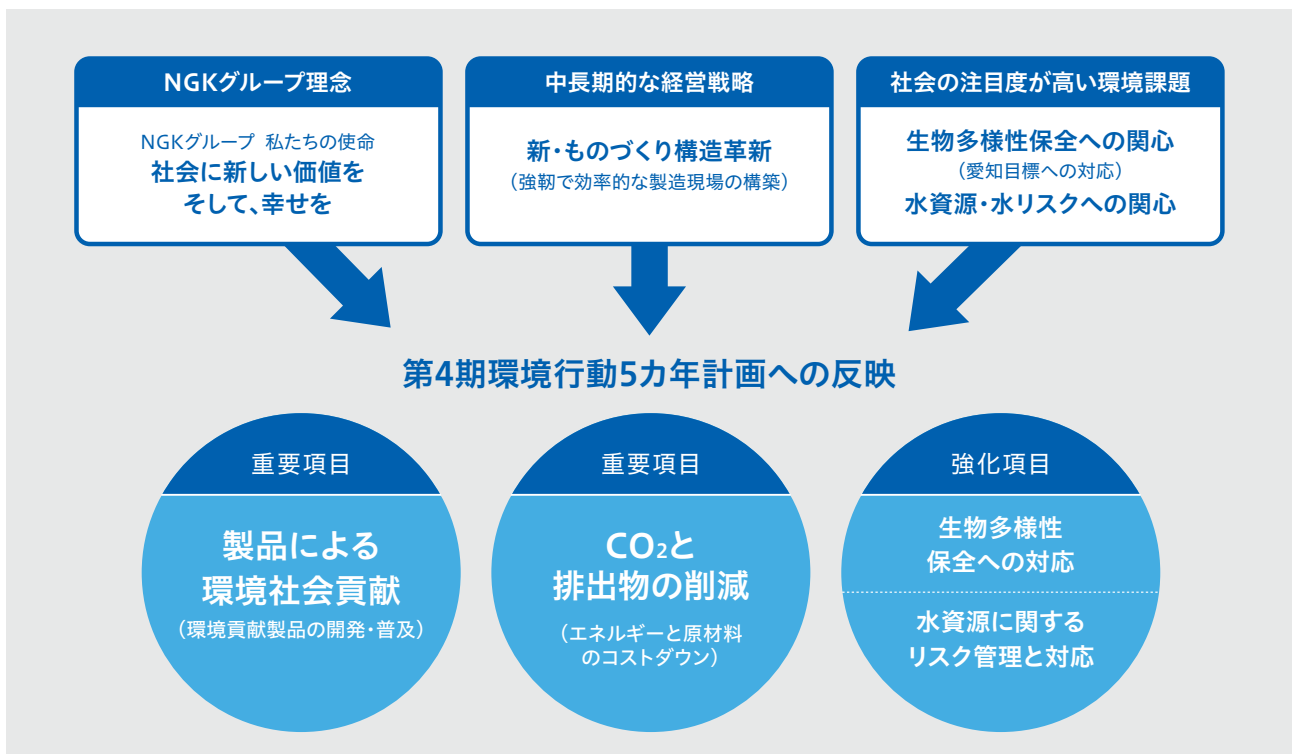 NGKグループ理念
NGKグループ 私たちの使命
社会に新しい価値を
そして、幸せを
中長期的な経営戦略
新・ものづくり構造革新
（強靭で効率的な製造現場の構築）
社会の注目度が高い環境課題
生物多様性保全への関心
（愛知目標への対応）
水資源・水リスクへの関心
第4期環境行動5カ年計画への反映
重要項目
製品による
環境社会貢献
（環境貢献製品の開発・普及）
重要項目
CO₂と
排出物の削減
（エネルギーと原材料
のコストダウン）
強化項目
生物多様性
保全への対応
水資源に関する
リスク管理と対応